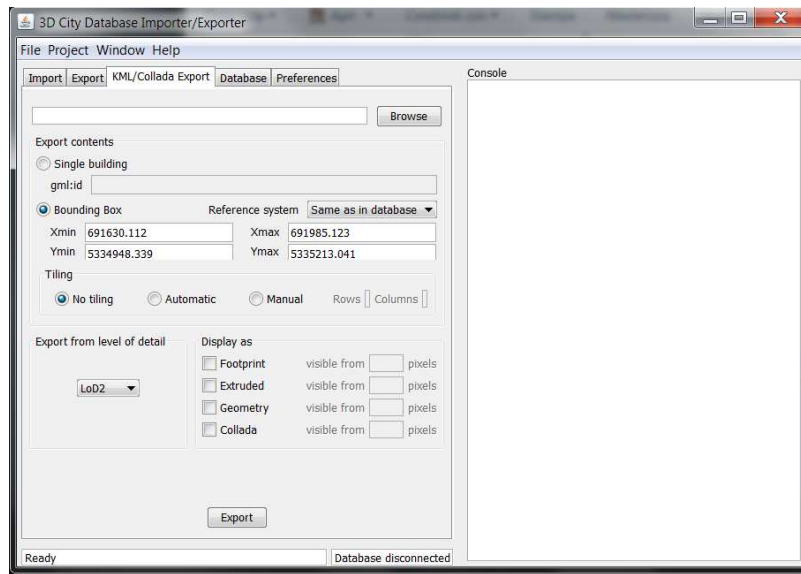 3D City Database Importer/Exporter
File Project Window Help
Import Export KML/Collada Export Database Preferences
Console
Browse
Export contents
Single building
gml:id
Bounding Box Reference system Same as in database
Xmin 691630.112 Xmax 691985.123
Ymin 5334948.339 Ymax 5335213.041
Tiling
No tiling Automatic Manual Rows Columns
Export from level of detail Display as
Footprint visible from pixels
LoD2 Extruded visible from pixels
Geometry visible from pixels
Collada visible from pixels
Export
Ready Database disconnected